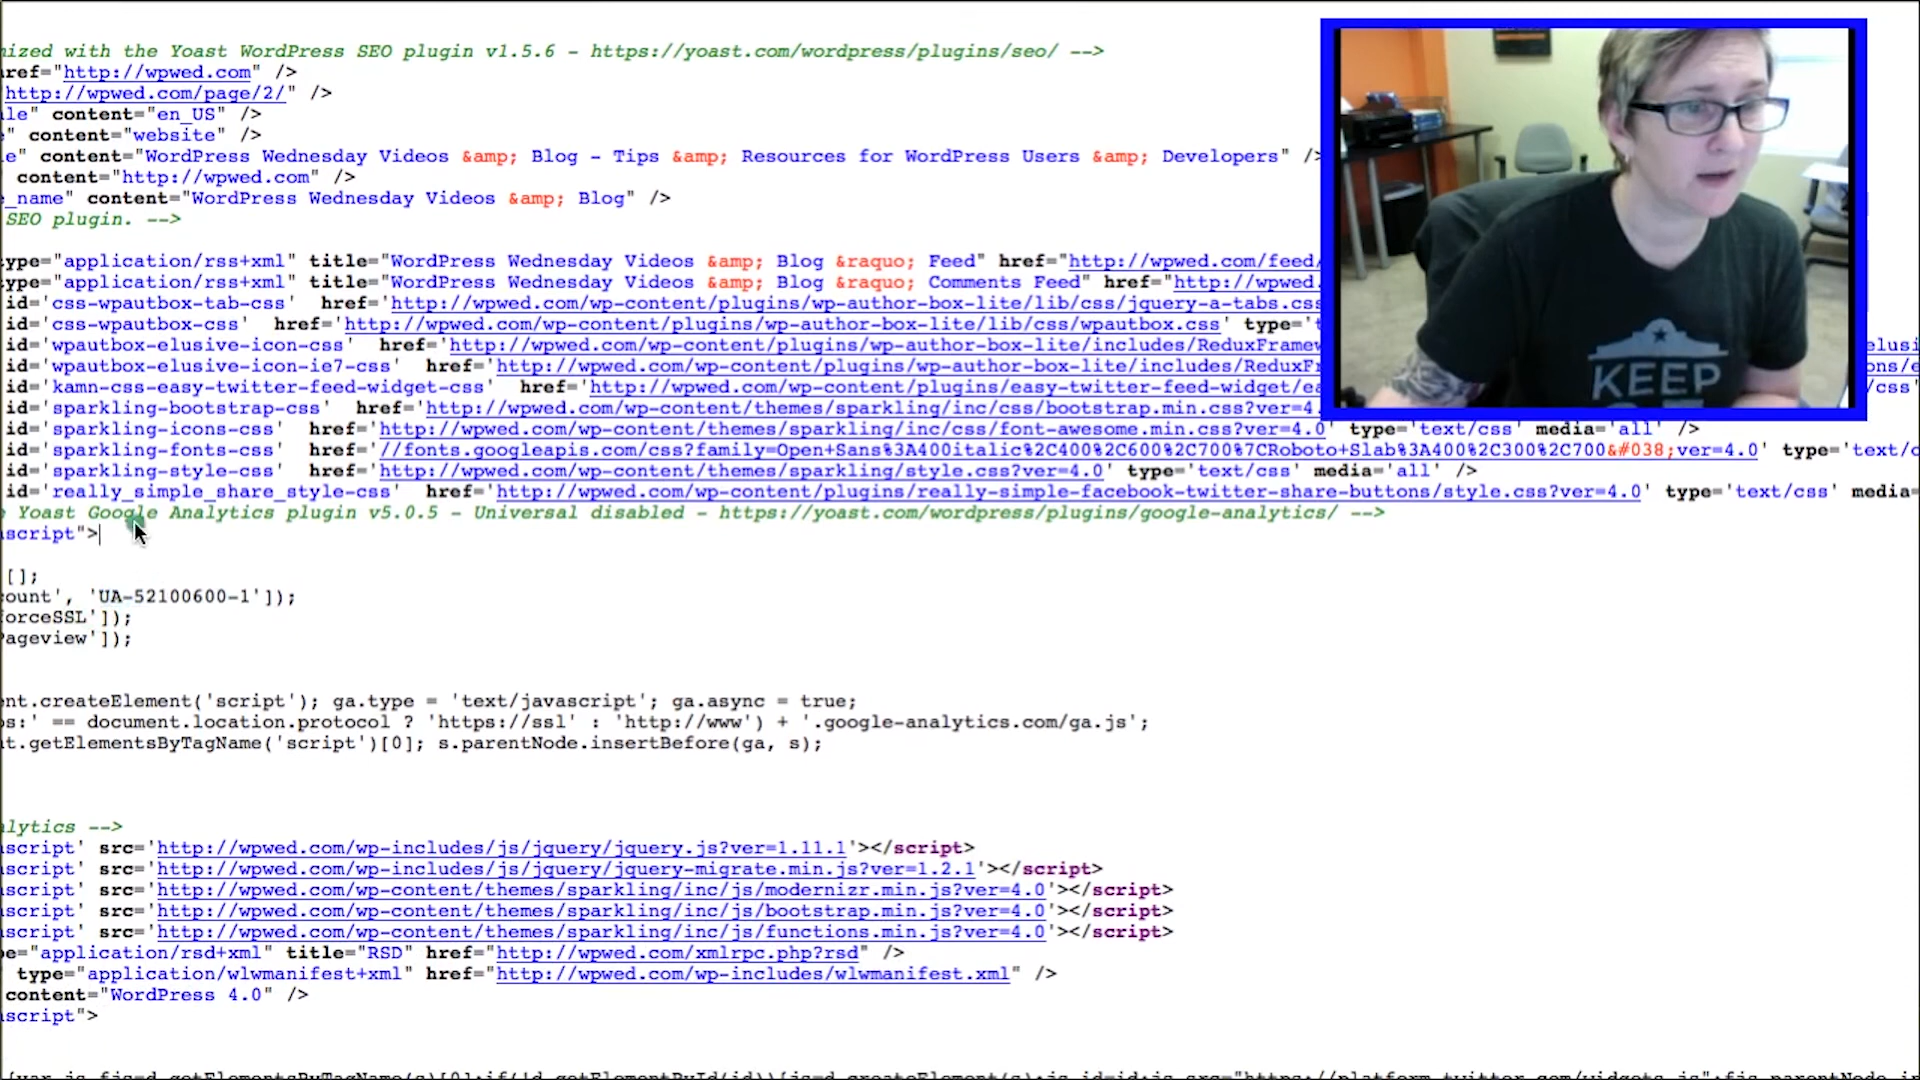 ized with the Yoast WordPress SEO plugin v1.5.6 - https://yoast.com/wordpress/plugins/seo/ -->
href="http://wpwed.com" />
http://wpwed.com/page/2/" />
le" content="en_US" />
" content="website" />
e" content="WordPress Wednesday Videos &amp; Blog - Tips &amp; Resources for WordPress Users &amp; Developers" />
content="http://wpwed.com" />
_name" content="WordPress Wednesday Videos &amp; Blog" />
SEO plugin. -->
ype="application/rss+xml" title="WordPress Wednesday Videos &amp; Blog &raquo; Feed" href="http://wpwed.com/feed/
ype="application/rss+xml" title="WordPress Wednesday Videos &amp; Blog &raquo; Comments Feed" href="http://wpwed.
id='css-wpautbox-tab-css' href='http://wpwed.com/wp-content/plugins/wp-author-box-lite/lib/css/jquery-a-tabs.css
id='css-wpautbox-css' href='http://wpwed.com/wp-content/plugins/wp-author-box-lite/lib/css/wpautbox.css' type='t
id='wpautbox-elusive-icon-css' href='http://wpwed.com/wp-content/plugins/wp-author-box-lite/includes/ReduxFramew elusi
id='wpautbox-elusive-icon-ie7-css' href='http://wpwed.com/wp-content/plugins/wp-author-box-lite/includes/ReduxFr ons/e
id='kamn-css-easy-twitter-feed-widget-css' href='http://wpwed.com/wp-content/plugins/easy-twitter-feed-widget/ea /css'
id='sparkling-bootstrap-css' href='http://wpwed.com/wp-content/themes/sparkling/inc/css/bootstrap.min.css?ver=4.
id='sparkling-icons-css' href='http://wpwed.com/wp-content/themes/sparkling/inc/css/font-awesome.min.css?ver=4.0' type='text/css' media='all' />
id='sparkling-fonts-css' href='//fonts.googleapis.com/css?family=Open+Sans%3A400italic%2C400%2C600%2C700%7CRoboto+Slab%3A400%2C300%2C700&#038;ver=4.0' type='text/c
id='sparkling-style-css' href='http://wpwed.com/wp-content/themes/sparkling/style.css?ver=4.0' type='text/css' media='all' />
id='really_simple_share_style-css' href='http://wpwed.com/wp-content/plugins/really-simple-facebook-twitter-share-buttons/style.css?ver=4.0' type='text/css' media=
e Yoast Google Analytics plugin v5.0.5 - Universal disabled - https://yoast.com/wordpress/plugins/google-analytics/ -->
ascript">
[];
count', 'UA-52100600-1']);
forceSSL']);
Pageview']);
nt.createElement('script'); ga.type = 'text/javascript'; ga.async = true;
ps:' == document.location.protocol ? 'https://ssl' : 'http://www') + '.google-analytics.com/ga.js';
t.getElementsByTagName('script')[0]; s.parentNode.insertBefore(ga, s);
alytics -->
ascript' src='http://wpwed.com/wp-includes/js/jquery/jquery.js?ver=1.11.1'></script>
ascript' src='http://wpwed.com/wp-includes/js/jquery/jquery-migrate.min.js?ver=1.2.1'></script>
ascript' src='http://wpwed.com/wp-content/themes/sparkling/inc/js/modernizr.min.js?ver=4.0'></script>
ascript' src='http://wpwed.com/wp-content/themes/sparkling/inc/js/bootstrap.min.js?ver=4.0'></script>
ascript' src='http://wpwed.com/wp-content/themes/sparkling/inc/js/functions.min.js?ver=4.0'></script>
pe="application/rsd+xml" title="RSD" href="http://wpwed.com/xmlrpc.php?rsd" />
type="application/wlwmanifest+xml" href="http://wpwed.com/wp-includes/wlwmanifest.xml" />
content="WordPress 4.0" />
ascript">
KEEP